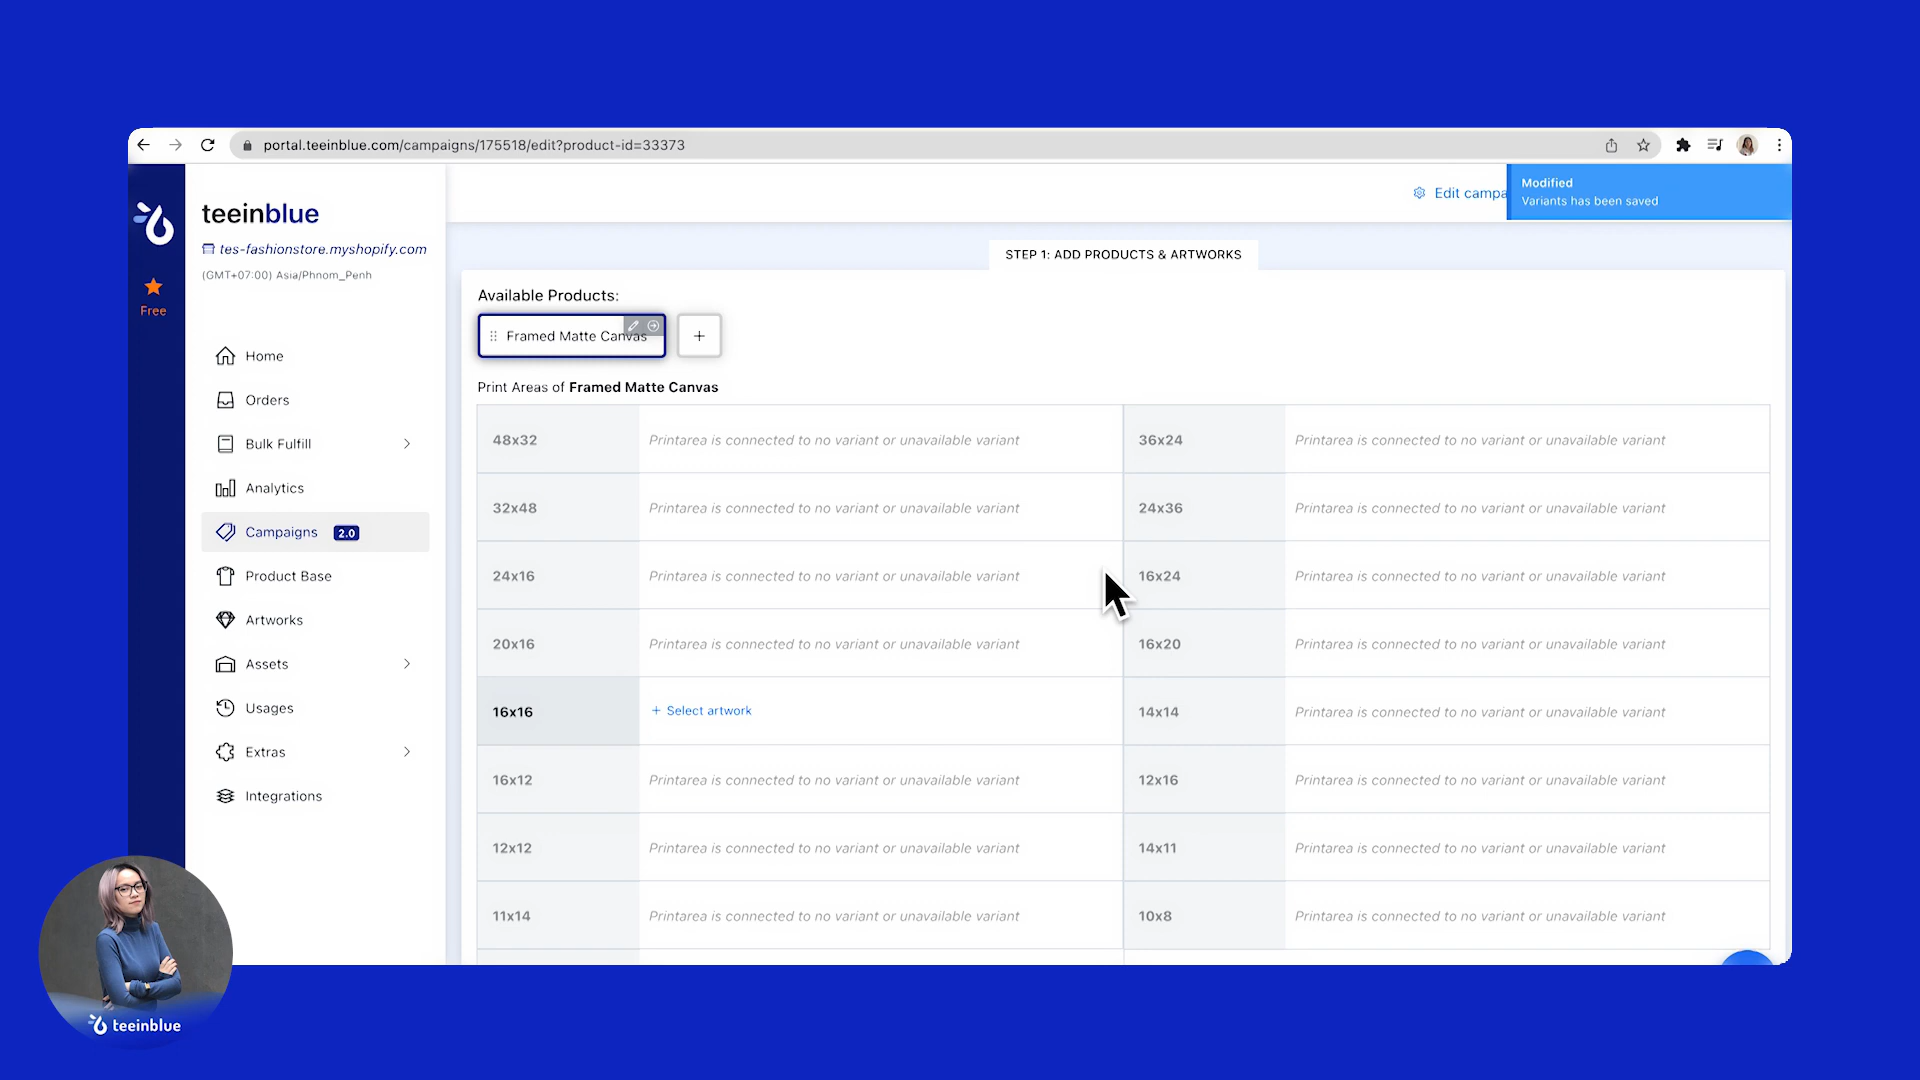 portal.teeinblue.com/campaigns/175518/edit?product-id=33373
Edit campa
Modified
Variants has been saved
teeinblue
tes-fashionstore.myshopify.com
(GMT+07:00) Asia/Phnom_Penh
Free
Home
Orders
Bulk Fulfill
Analytics
Campaigns 2.0
Product Base
Artworks
Assets
Usages
Extras
Integrations
STEP 1: ADD PRODUCTS & ARTWORKS
Available Products:
Framed Matte Canvas
+
Print Areas of Framed Matte Canvas
48x32 Printarea is connected to no variant or unavailable variant 36x24 Printarea is connected to no variant or unavailable variant
32x48 Printarea is connected to no variant or unavailable variant 24x36 Printarea is connected to no variant or unavailable variant
24x16 Printarea is connected to no variant or unavailable variant 16x24 Printarea is connected to no variant or unavailable variant
20x16 Printarea is connected to no variant or unavailable variant 16x20 Printarea is connected to no variant or unavailable variant
16x16 + Select artwork 14x14 Printarea is connected to no variant or unavailable variant
16x12 Printarea is connected to no variant or unavailable variant 12x16 Printarea is connected to no variant or unavailable variant
12x12 Printarea is connected to no variant or unavailable variant 14x11 Printarea is connected to no variant or unavailable variant
11x14 Printarea is connected to no variant or unavailable variant 10x8 Printarea is connected to no variant or unavailable variant
teeinblue